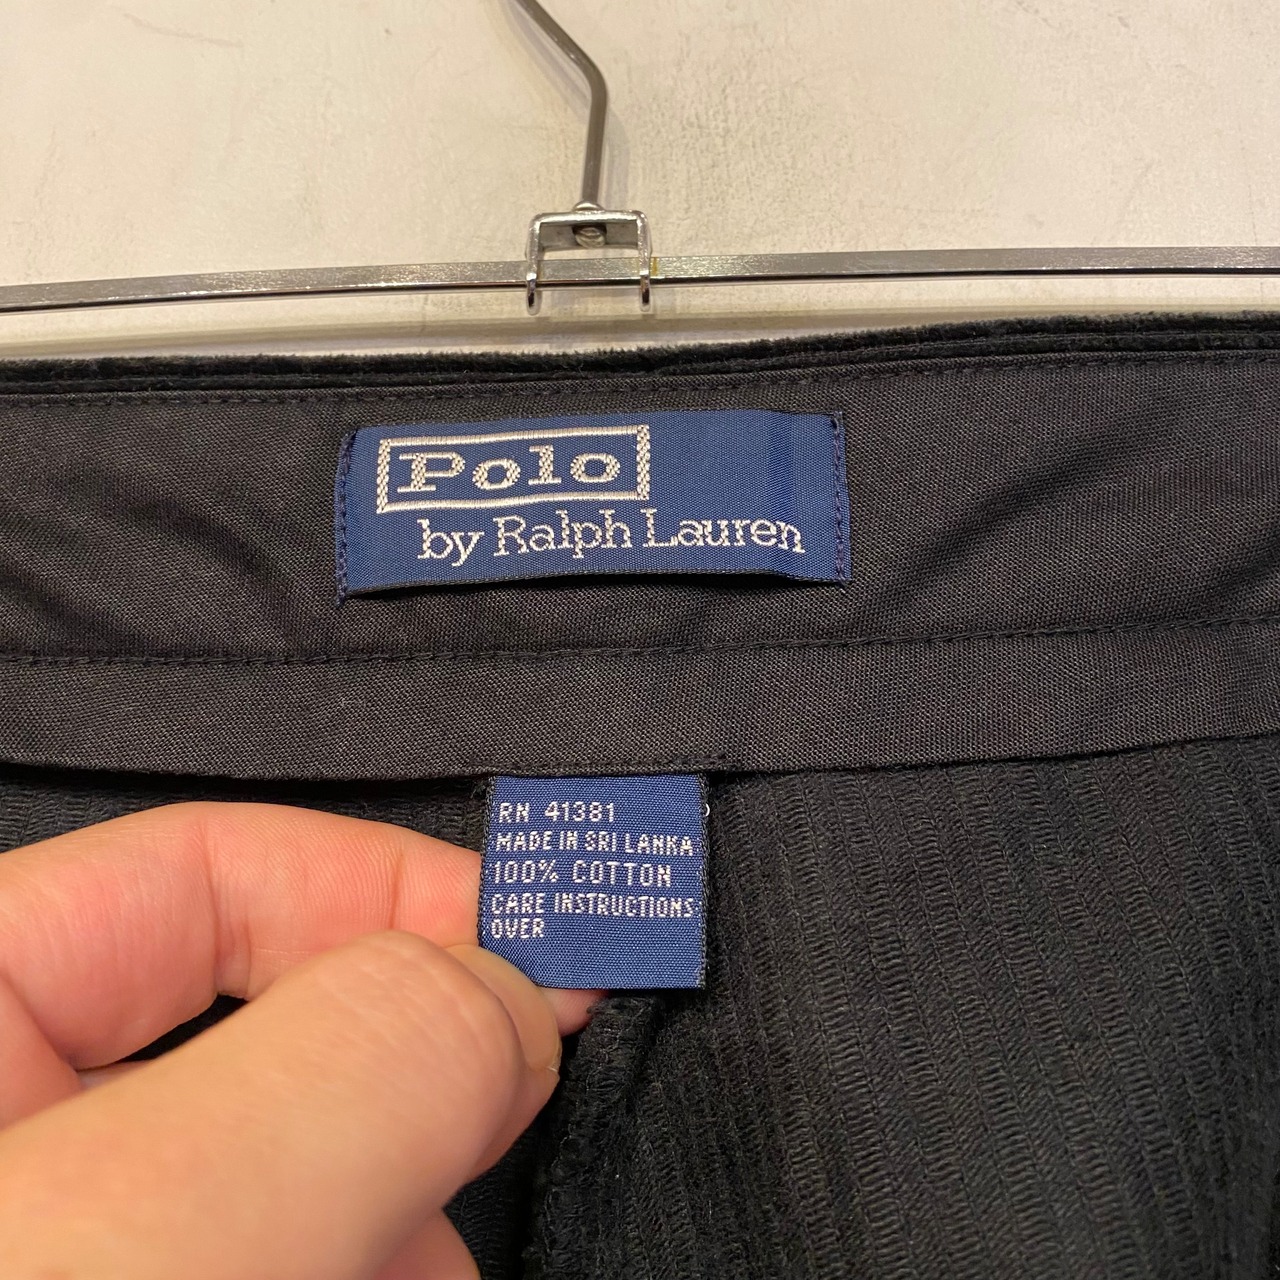 Polo
by Ralph Lauren
RN 41381
MADE IN SRI LANKA
100% COTTON
CARE INSTRUCTIONS
OVER